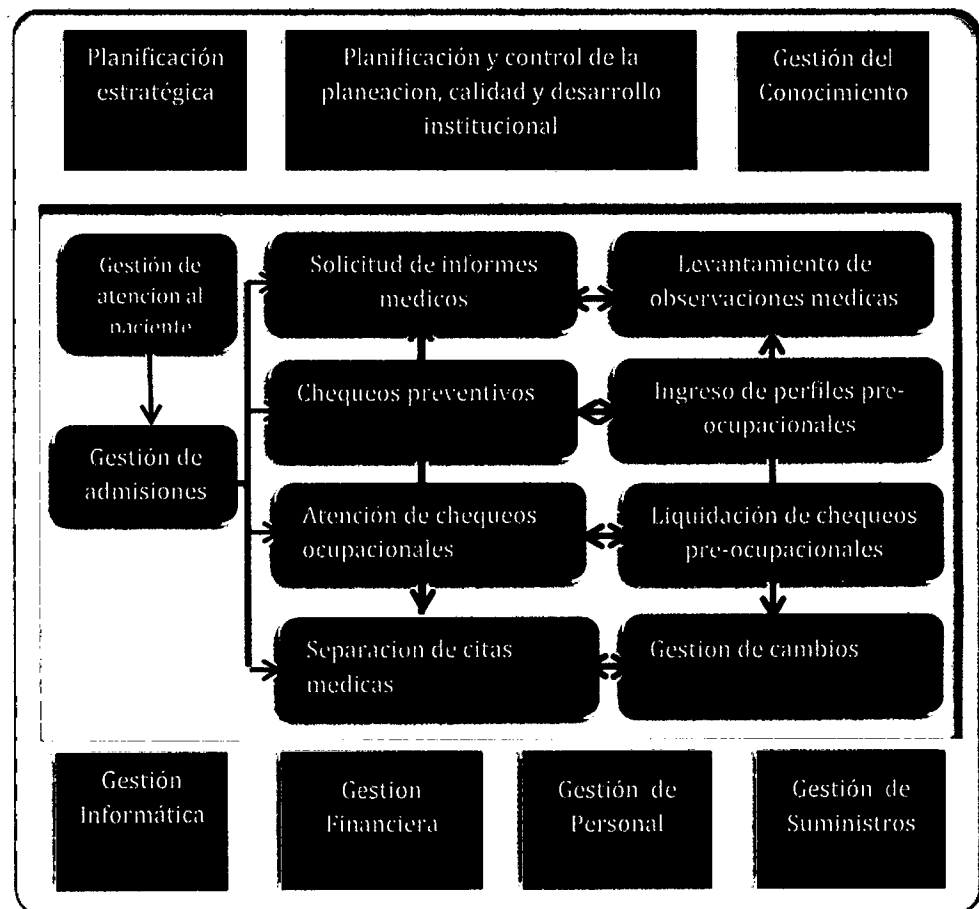 Planificación
estratégica
Planificación y control de la
planeacion, calidad y desarrollo
institucional
Gestión del
Conocimiento
Gestión de
atencion al
paciente
Gestión de
admisiones
Solicitud de informes
medicos
Levantamiento de
observaciones medicas
Chequeos preventivos
Ingreso de perfiles pre-
ocupacionales
Atención de chequeos
ocupacionales
Liquidación de chequeos
pre-ocupacionales
Separacion de citas
medicas
Gestion de cambios
Gestión
Informática
Gestion
Financiera
Gestión de
Personal
Gestión de
Suministros